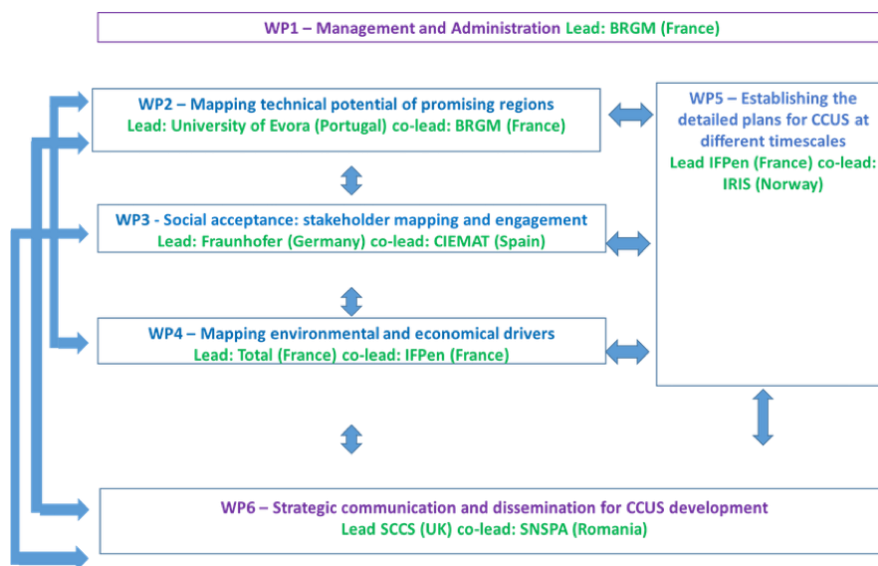 WP1 – Management and Administration Lead: BRGM (France)
WP2 – Mapping technical potential of promising regions
Lead: University of Evora (Portugal) co-lead: BRGM (France)
WP5 – Establishing the
detailed plans for CCUS at
different timescales
Lead IFPen (France) co-lead:
IRIS (Norway)
WP3 - Social acceptance: stakeholder mapping and engagement
Lead: Fraunhofer (Germany) co-lead: CIEMAT (Spain)
WP4 – Mapping environmental and economical drivers
Lead: Total (France) co-lead: IFPen (France)
WP6 – Strategic communication and dissemination for CCUS development
Lead SCCS (UK) co-lead: SNSPA (Romania)